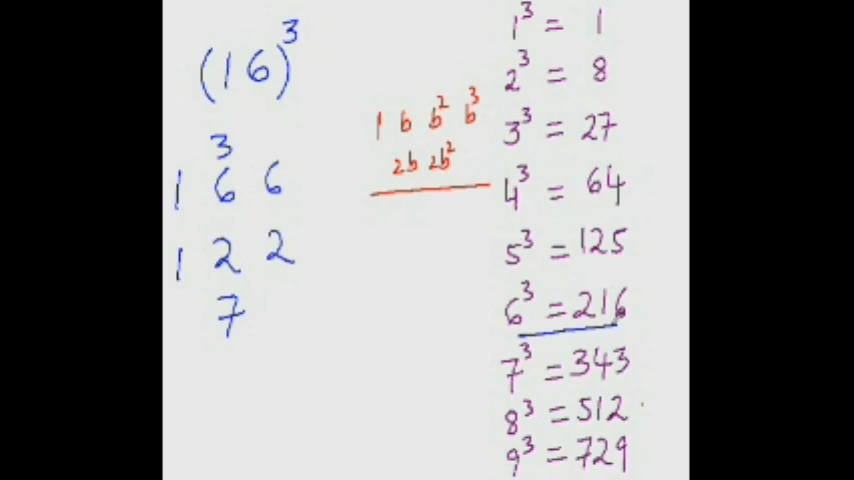 (16)³
3
1 6 6
1 2 2
7
1 b b² b³
2b 2b²
1³ = 1
2³ = 8
3³ = 27
4³ = 64
5³ = 125
6³ = 216
7³ = 343
8³ = 512
9³ = 729